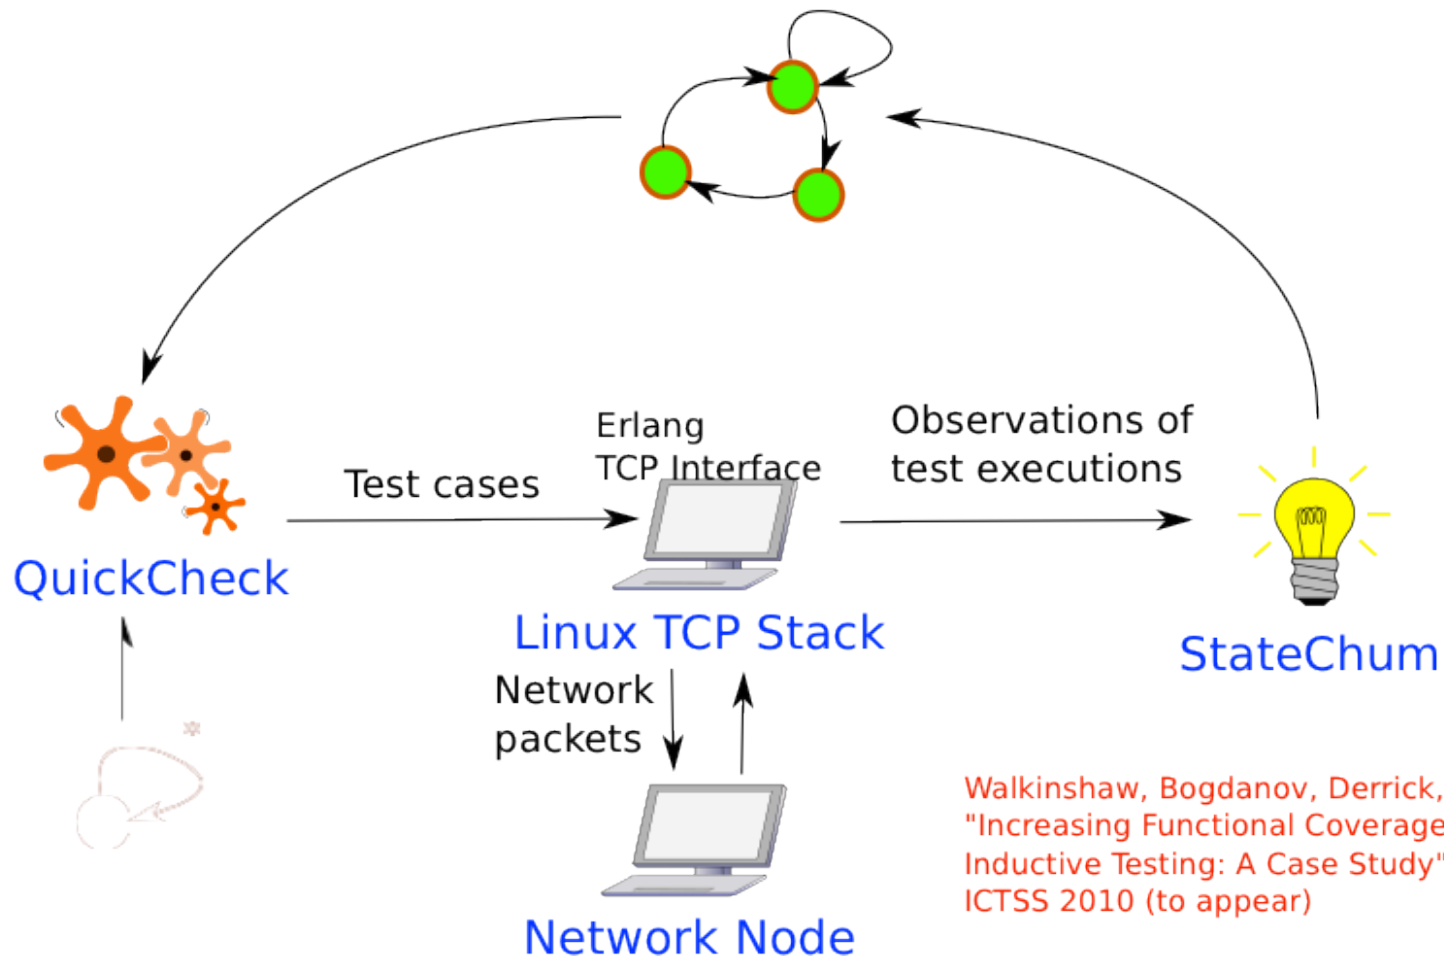 Erlang
TCP Interface
Observations of
test executions
Test cases
QuickCheck
Linux TCP Stack
StateChum
Network
packets
*
Walkinshaw, Bogdanov, Derrick,
"Increasing Functional Coverage
Inductive Testing: A Case Study"
ICTSS 2010 (to appear)
Network Node